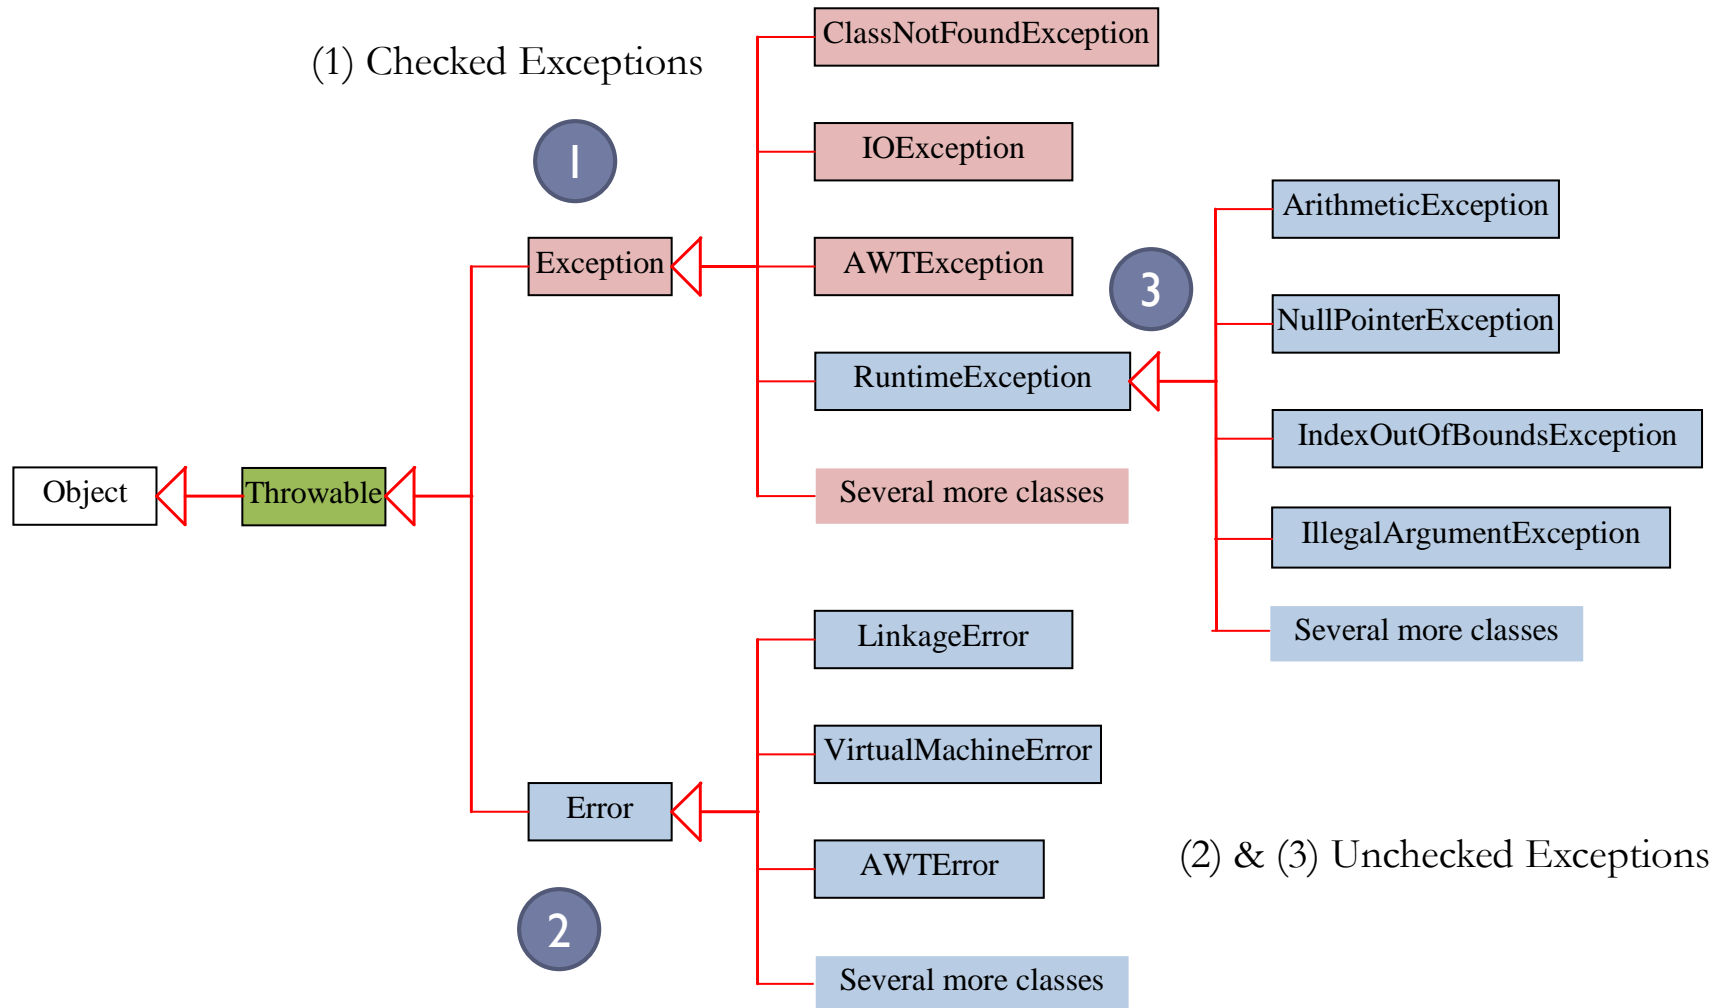 ClassNotFoundException
(1) Checked Exceptions
1
IOException
ArithmeticException
Exception
AWTException
3
NullPointerException
RuntimeException
IndexOutOfBoundsException
Object
Throwable
Several more classes
IllegalArgumentException
Several more classes
LinkageError
VirtualMachineError
Error
(2) & (3) Unchecked Exceptions
AWTError
2
Several more classes